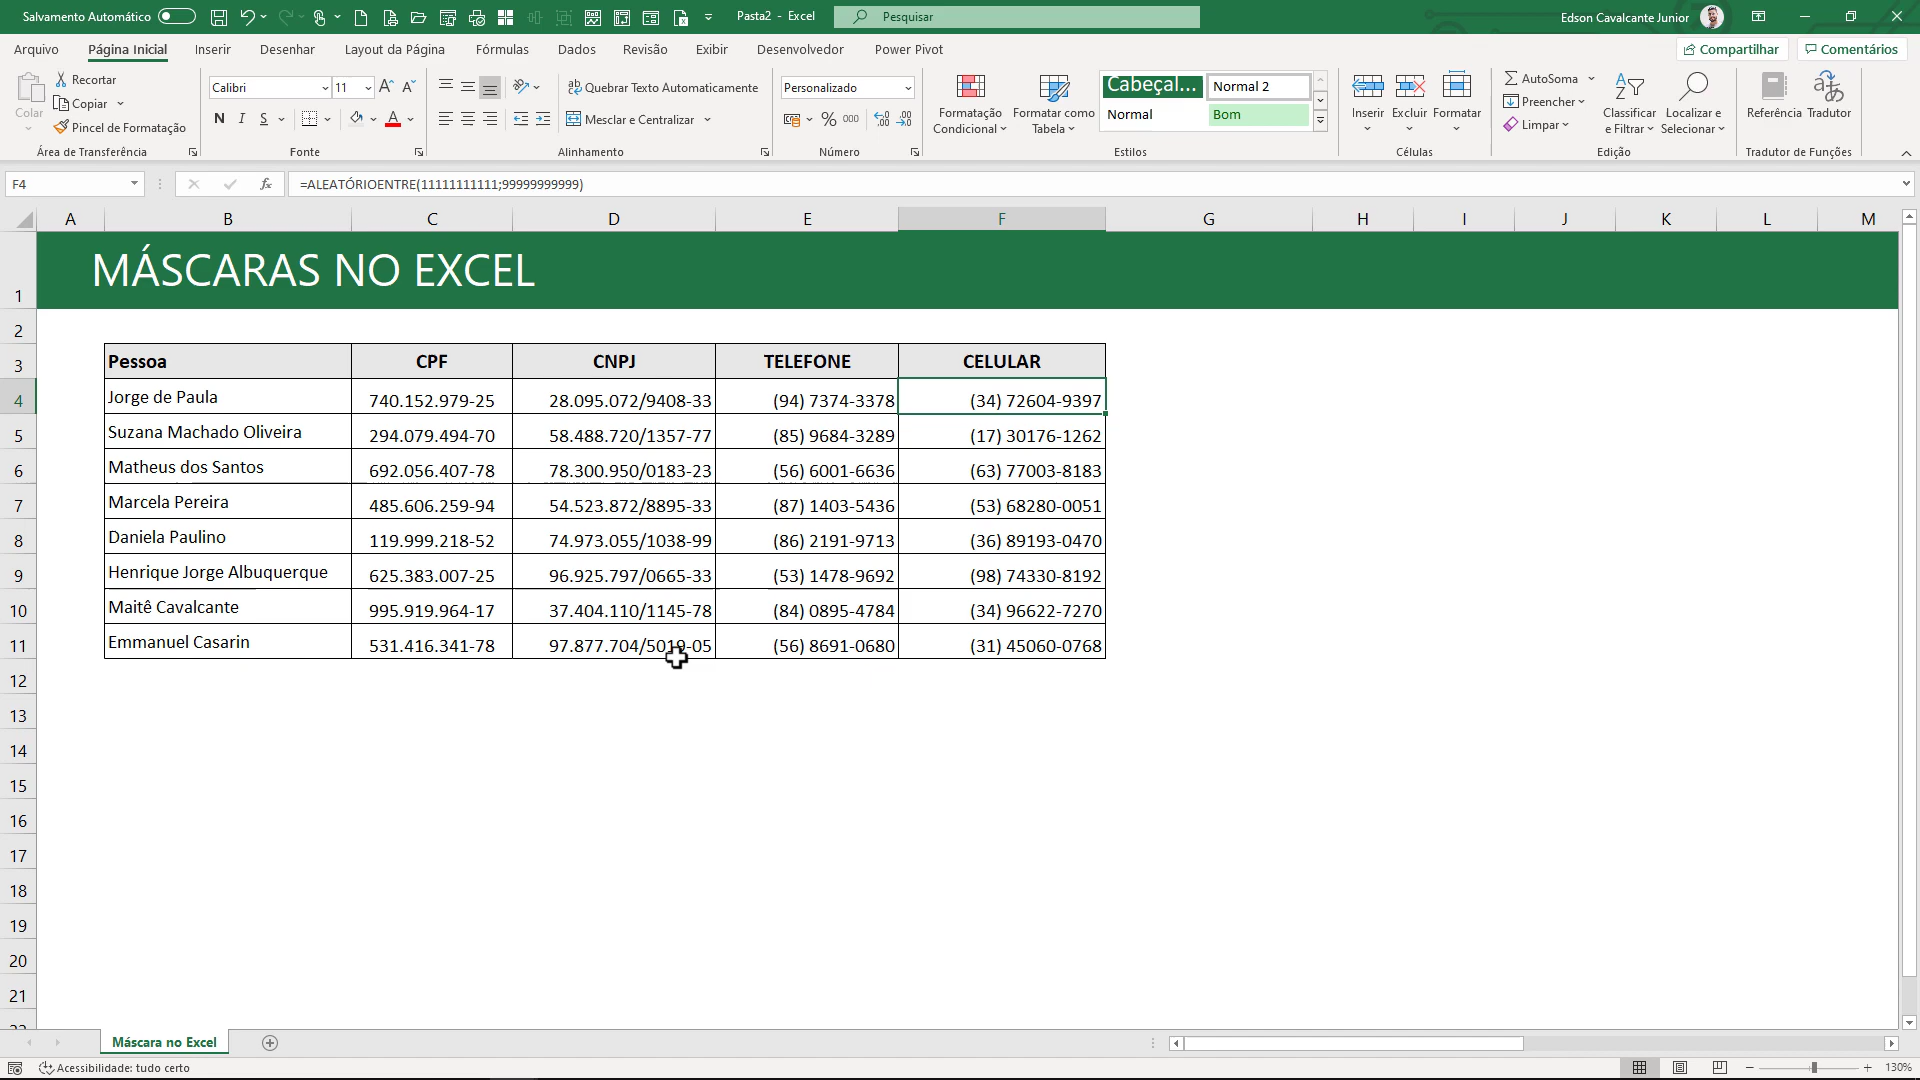 Salvamento Automático
Pasta2 - Excel
Pesquisar
Edson Cavalcante Junior
Arquivo Página Inicial Inserir Desenhar Layout da Página Fórmulas Dados Revisão Exibir Desenvolvedor Power Pivot
Compartilhar Comentários
Colar
Recortar
Copiar
Pincel de Formatação
Área de Transferência
Calibri 11
N I S
Fonte
Quebrar Texto Automaticamente
Mesclar e Centralizar
Alinhamento
Personalizado
% 000
Número
Formatação Condicional
Formatar como Tabela
Cabeçal... Normal 2
Normal Bom
Estilos
Inserir Excluir Formatar
Células
AutoSoma
Preencher
Limpar
Classificar e Filtrar
Localizar e Selecionar
Edição
Referência Tradutor
Tradutor de Funções
F4 fx =ALEATÓRIOENTRE(11111111111;99999999999)
A B C D E F G H I J K L M
1 MÁSCARAS NO EXCEL
2
3 Pessoa CPF CNPJ TELEFONE CELULAR
4 Jorge de Paula 740.152.979-25 28.095.072/9408-33 (94) 7374-3378 (34) 72604-9397
5 Suzana Machado Oliveira 294.079.494-70 58.488.720/1357-77 (85) 9684-3289 (17) 30176-1262
6 Matheus dos Santos 692.056.407-78 78.300.950/0183-23 (56) 6001-6636 (63) 77003-8183
7 Marcela Pereira 485.606.259-94 54.523.872/8895-33 (87) 1403-5436 (53) 68280-0051
8 Daniela Paulino 119.999.218-52 74.973.055/1038-99 (86) 2191-9713 (36) 89193-0470
9 Henrique Jorge Albuquerque 625.383.007-25 96.925.797/0665-33 (53) 1478-9692 (98) 74330-8192
10 Maitê Cavalcante 995.919.964-17 37.404.110/1145-78 (84) 0895-4784 (34) 96622-7270
11 Emmanuel Casarin 531.416.341-78 97.877.704/5019-05 (56) 8691-0680 (31) 45060-0768
12
13
14
15
16
17
18
19
20
21
22
Máscara no Excel
Acessibilidade: tudo certo
130%